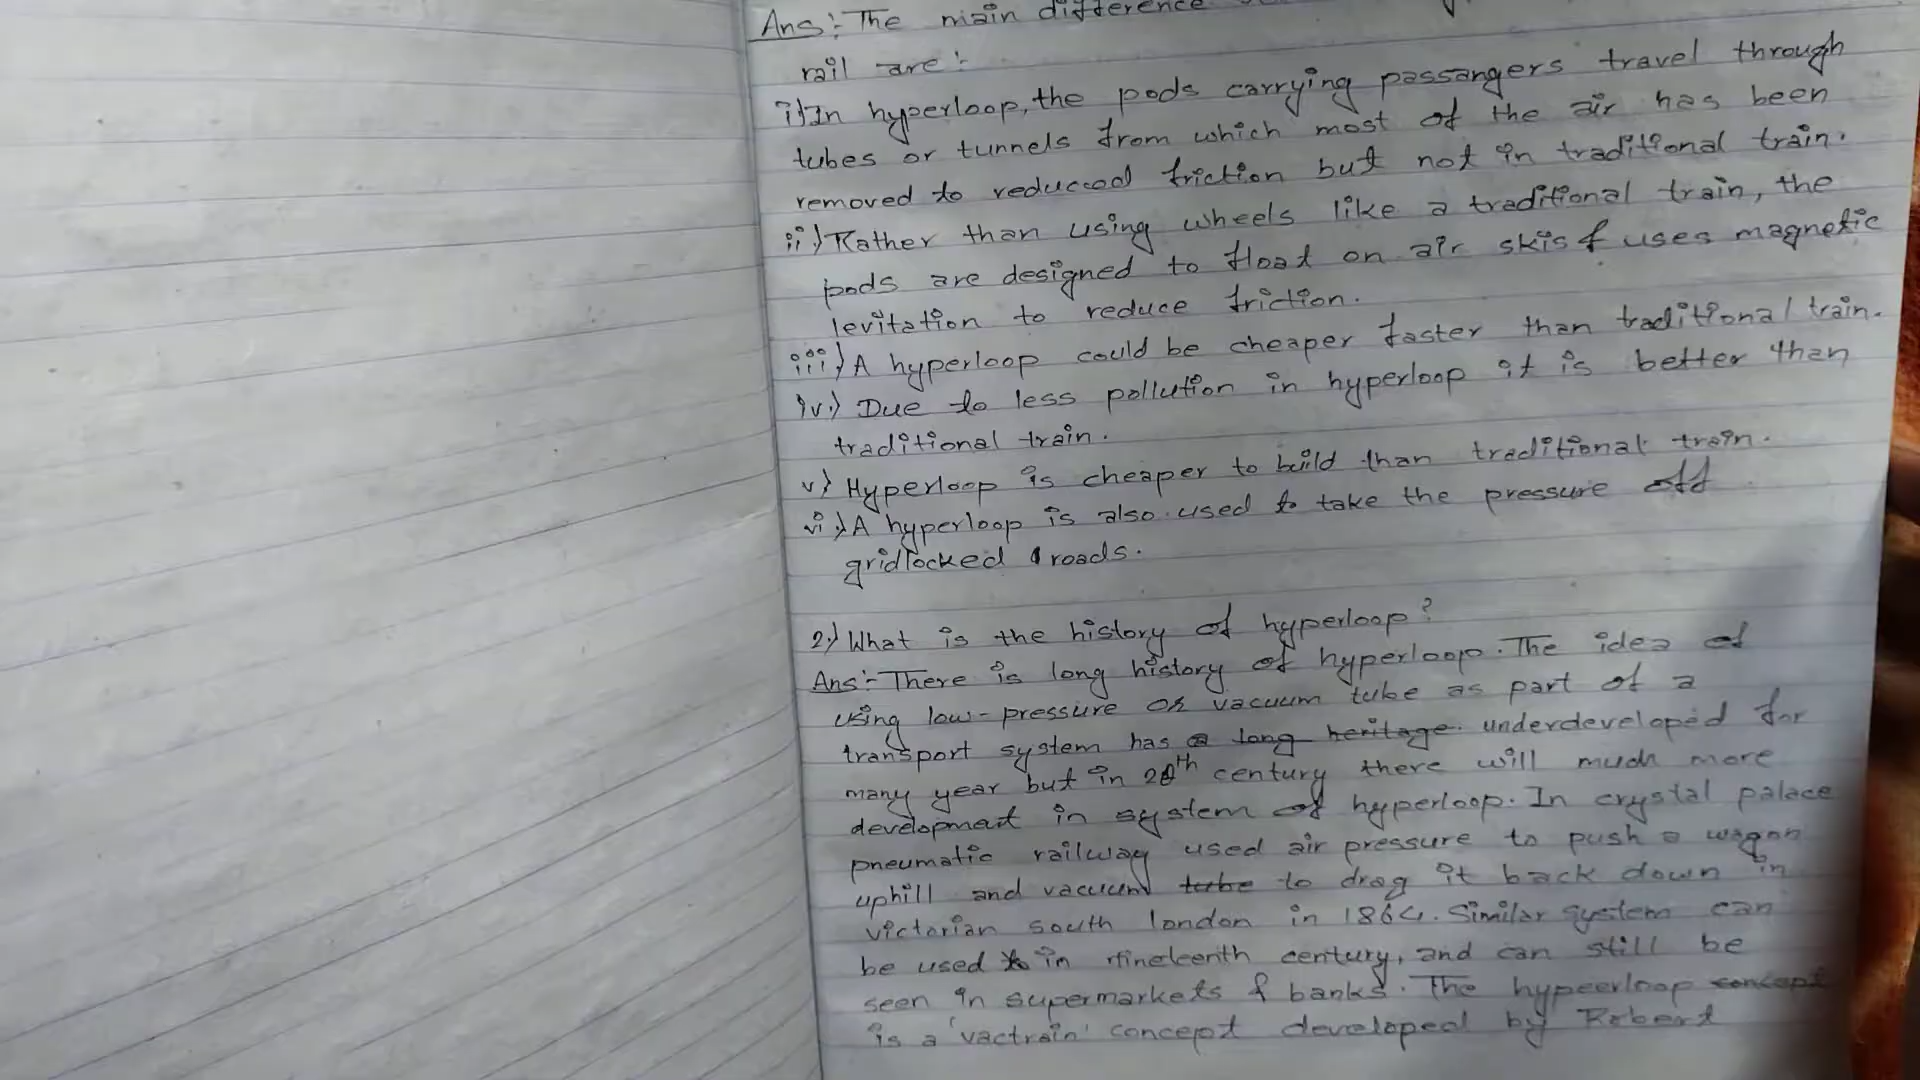 Ans:- The main difference
rail are:-
i) In hyperloop, the pods carrying passangers travel through
tubes or tunnels from which most of the air has been
removed to reducced friction but not in traditional train.
ii) Rather than using wheels like a traditional train, the
pods are designed to float on air skis & uses magnetic
levitation to reduce friction.
iii) A hyperloop could be cheaper faster than traditional train.
iv.) Due to less pollution in hyperloop it is better than
traditional train.
v) Hyperloop is cheaper to build than traditional train.
vi.) A hyperloop is also used to take the pressure off
gridlocked roads.
2.) What is the history of hyperloop?
Ans:- There is long history of hyperloop. The idea of
using low-pressure or vacuum tube as part of a
transport system has a long heritage. underdeveloped for
many year but in 20th century there will much more
development in system of hyperloop. In crystal palace
pneumatic railway used air pressure to push a wagon
uphill and vacuum tube to drag it back down in
victorian south london in 1864. Similar system can
be used in nineteenth century, and can still be
seen in supermarkets & banks. The hypeerloop concept
is a 'vactrain' concept developed by Robert